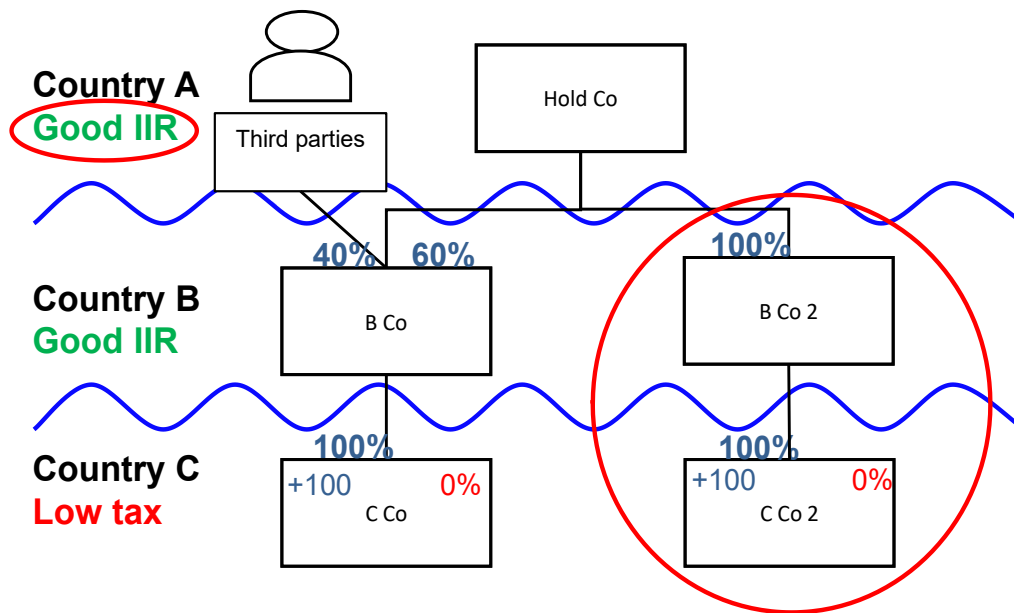 Country A
Good IIR
Third parties
Hold Co
40%
60%
100%
Country B
Good IIR
B Co
B Co 2
100%
100%
Country C
Low tax
+100
0%
C Co
+100
0%
C Co 2